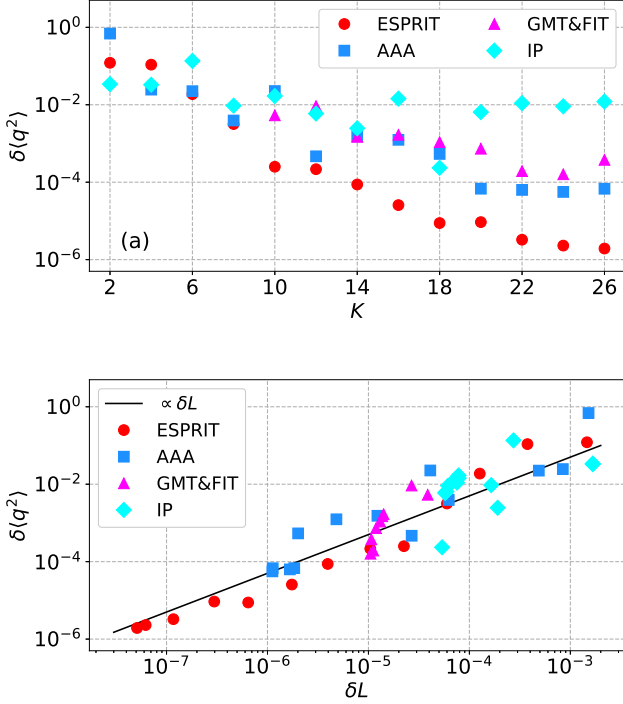 ESPRIT
AAA
GMT&FIT
IP
10⁰
10⁻²
10⁻⁴
10⁻⁶
δ⟨q²⟩
(a)
2 6 10 14 18 22 26
K
∝ δL
ESPRIT
AAA
GMT&FIT
IP
10⁰
10⁻²
10⁻⁴
10⁻⁶
δ⟨q²⟩
10⁻⁷ 10⁻⁶ 10⁻⁵ 10⁻⁴ 10⁻³
δL